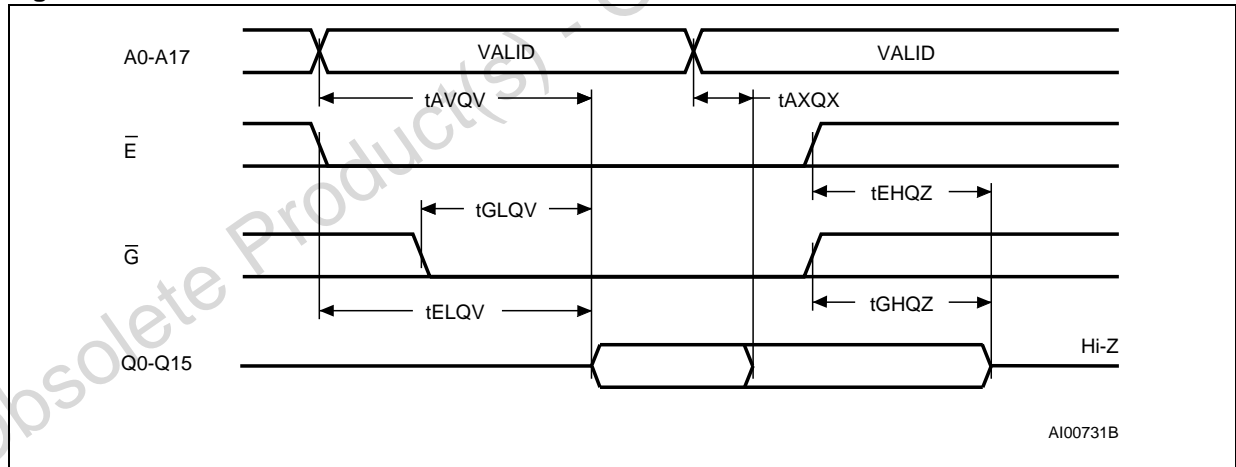 A0-A17
VALID
VALID
tAVQV
tAXQX
E
tEHQZ
tGLQV
G
tGHQZ
tELQV
Q0-Q15
Hi-Z
AI00731B
Obsolete Product(s) -